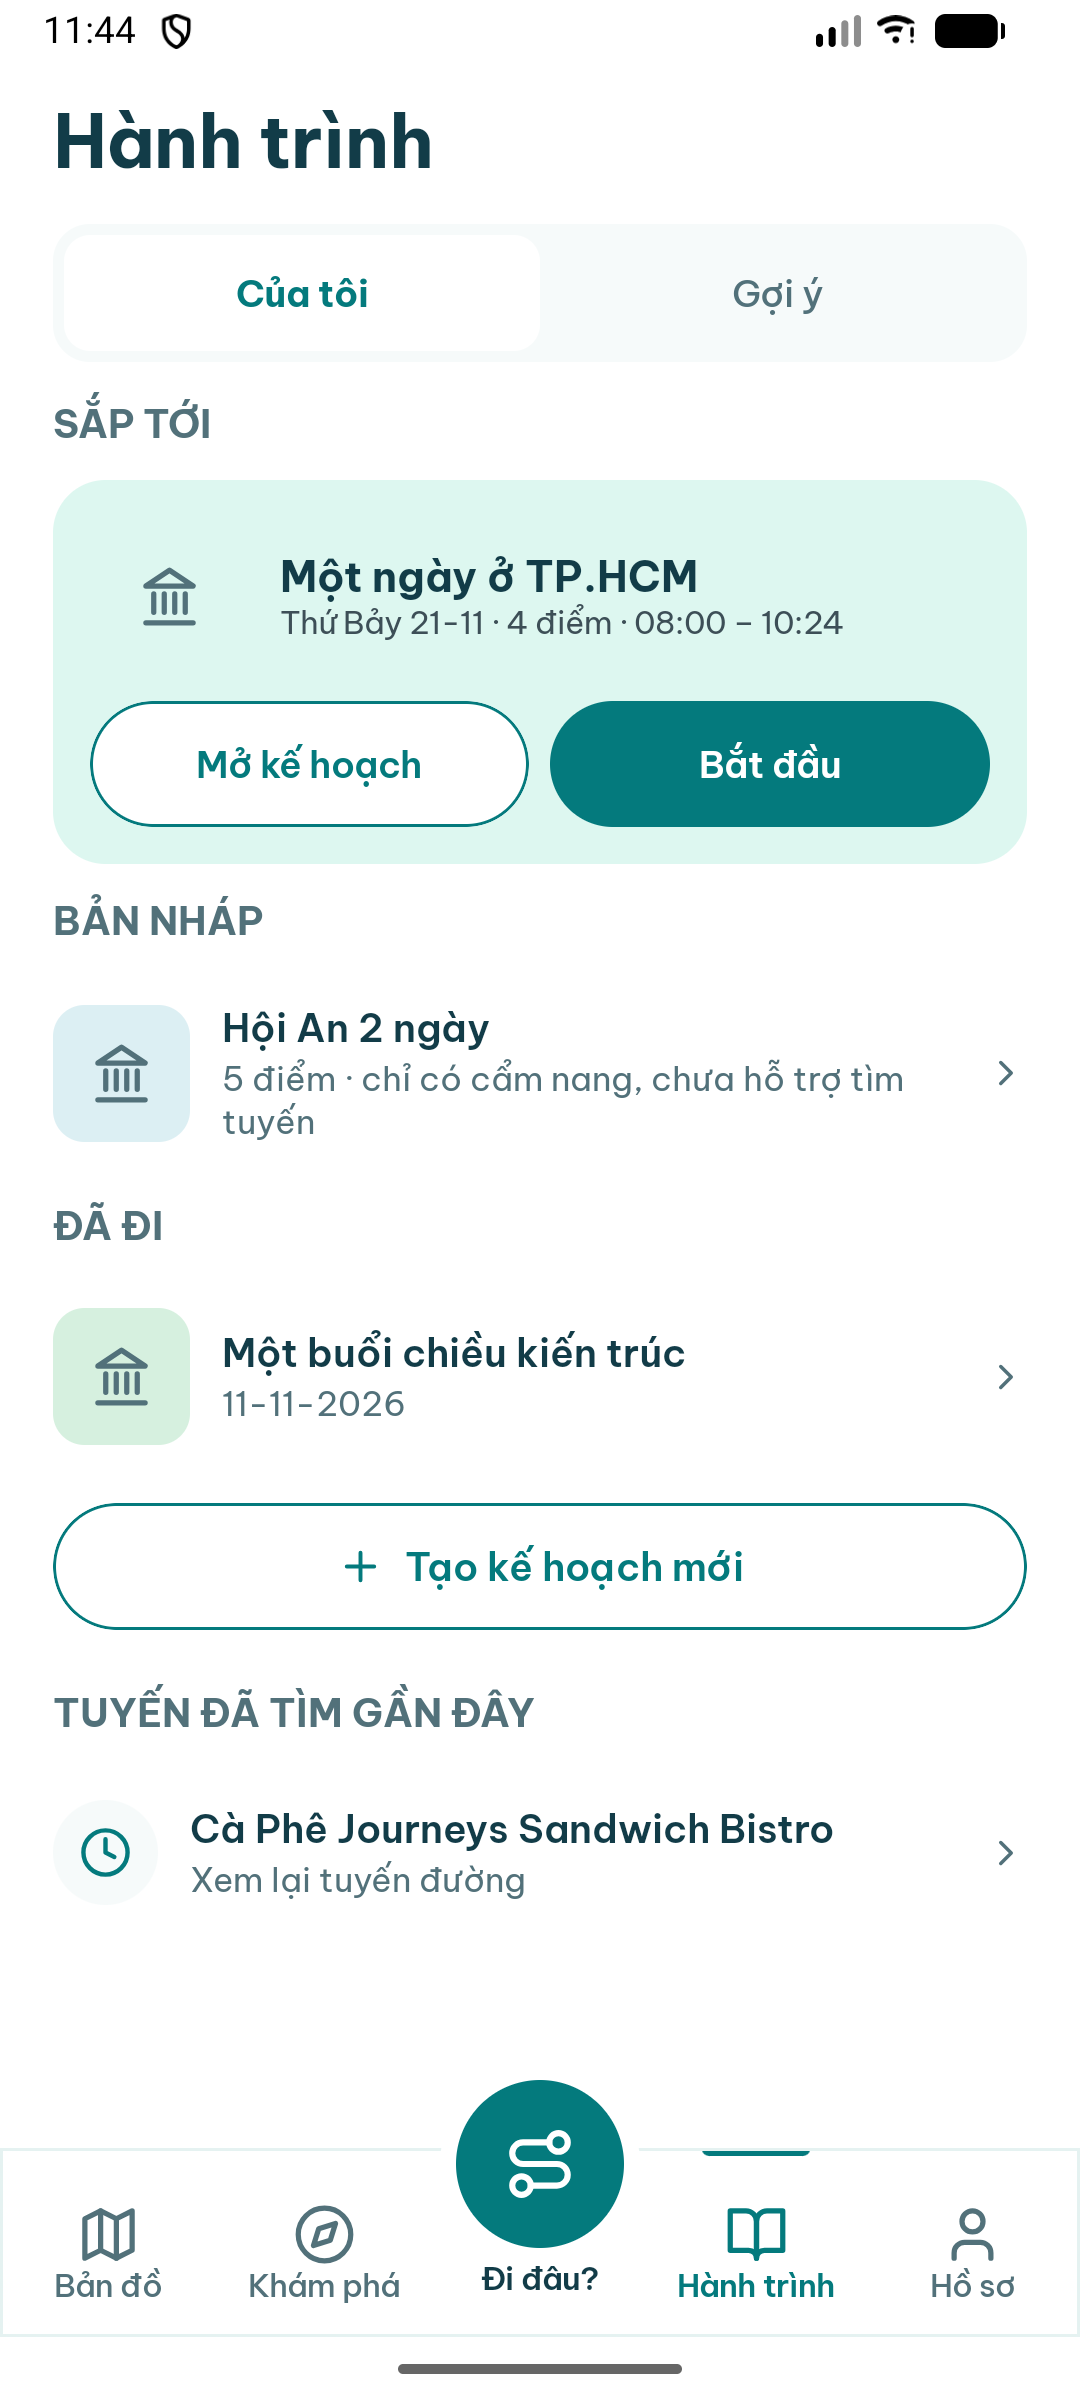 11:44
Hành trình
Của tôi
Gợi ý
SẮP TỚI
Một ngày ở TP.HCM
Thứ Bảy 21-11 · 4 điểm · 08:00 – 10:24
Mở kế hoạch
Bắt đầu
BẢN NHÁP
Hội An 2 ngày
5 điểm · chỉ có cẩm nang, chưa hỗ trợ tìm
tuyến
ĐÃ ĐI
Một buổi chiều kiến trúc
11-11-2026
Tạo kế hoạch mới
TUYẾN ĐÃ TÌM GẦN ĐÂY
Cà Phê Journeys Sandwich Bistro
Xem lại tuyến đường
Bản đồ
Khám phá
Đi đâu?
Hành trình
Hồ sơ